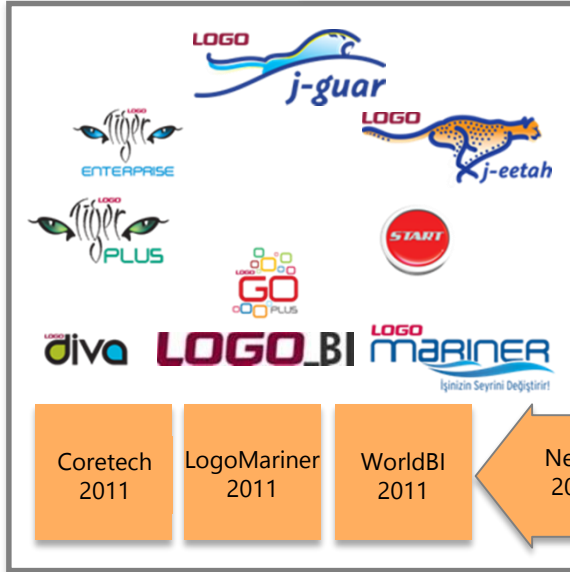 LOGO
j-guar
LOGO
Tiger
ENTERPRISE
LOGO
j-eetah
LOGO
Tiger
PLUS
START
LOGO
GO
PLUS
LOGO
diva
LOGO_BI
LOGO
MARINER
İşinizin Seyrini Değiştirir!
Coretech
2011
LogoMariner
2011
WorldBI
2011